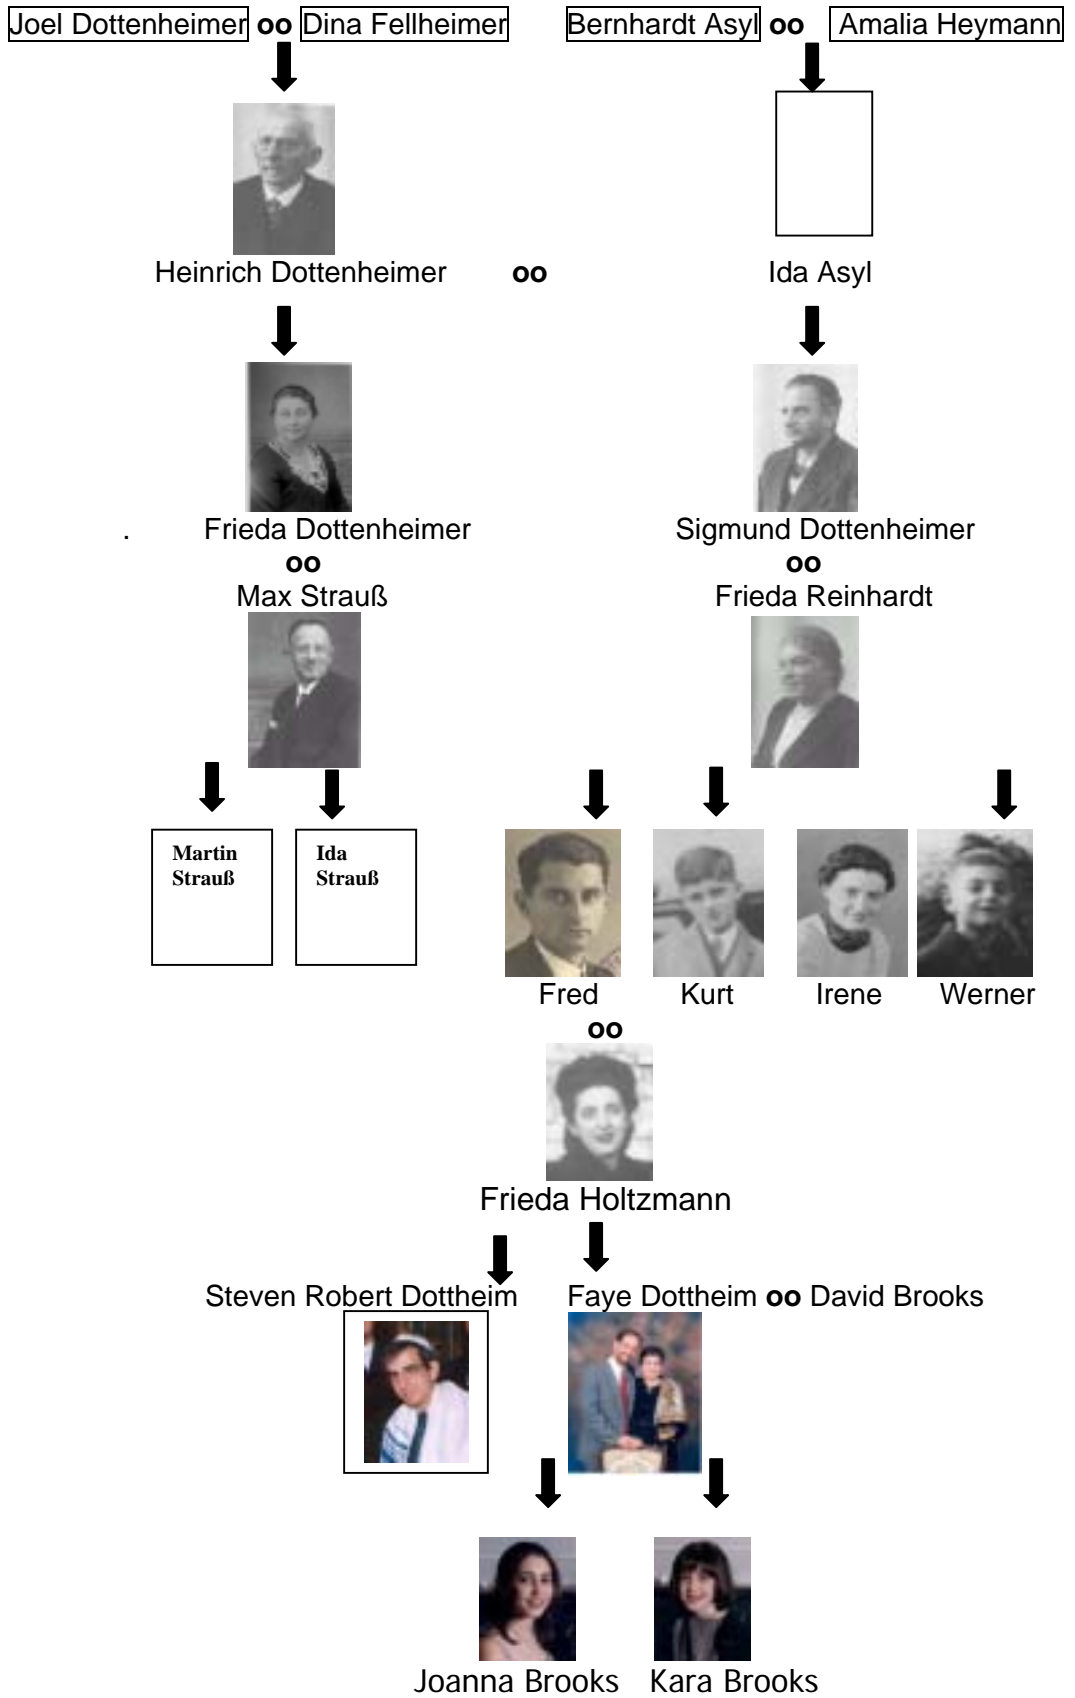 Joel Dottenheimer oo Dina Fellheimer Bernhardt Asyl oo Amalia Heymann
Heinrich Dottenheimer oo Ida Asyl
. Frieda Dottenheimer Sigmund Dottenheimer
oo oo
Max Strauß Frieda Reinhardt
Martin Ida
Strauß Strauß
Fred Kurt Irene Werner
oo
Frieda Holtzmann
Steven Robert Dottheim Faye Dottheim oo David Brooks
Joanna Brooks Kara Brooks